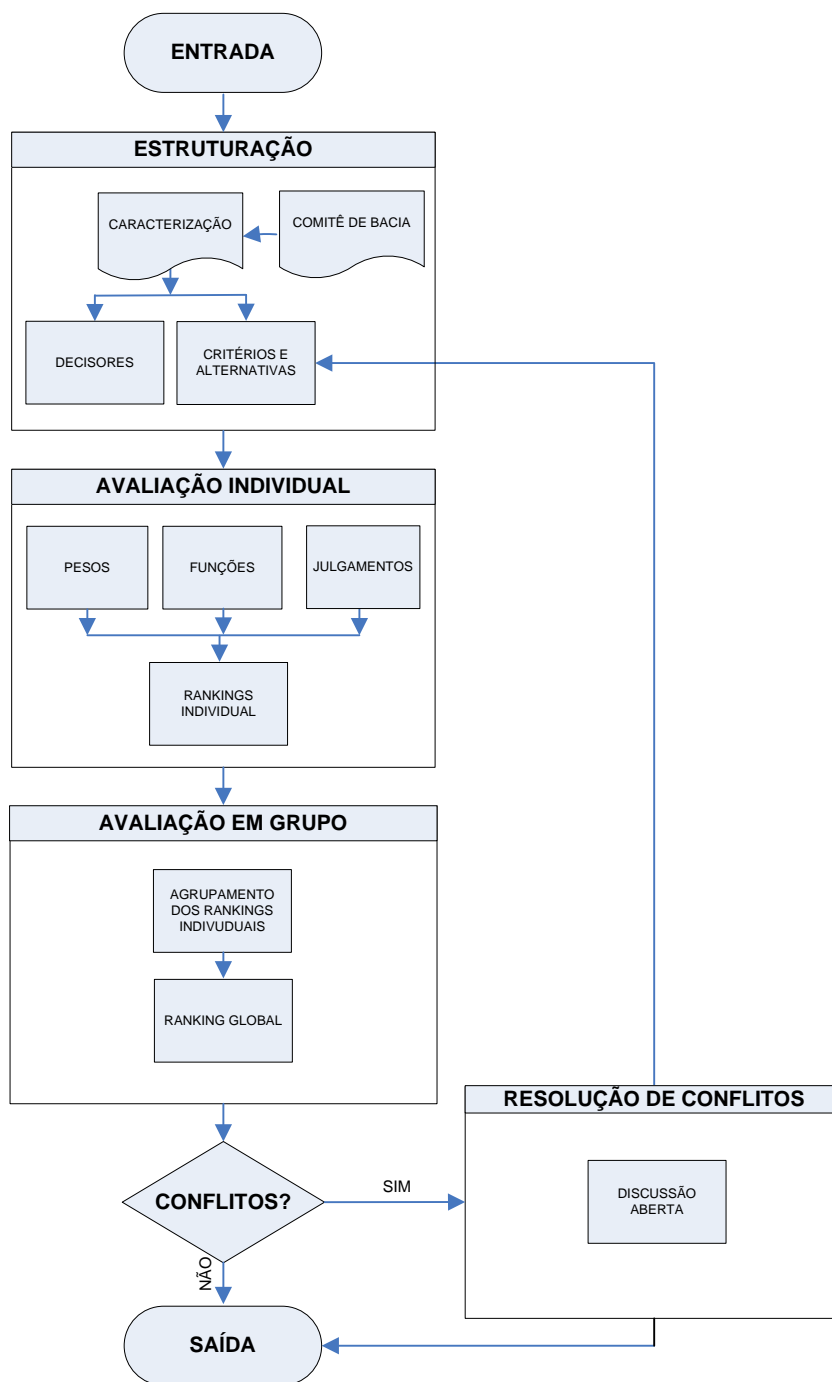 ENTRADA
ESTRUTURAÇÃO
CARACTERIZAÇÃO
COMITÊ DE BACIA
DECISORES
CRITÉRIOS E
ALTERNATIVAS
AVALIAÇÃO INDIVIDUAL
PESOS
FUNÇÕES
JULGAMENTOS
RANKINGS
INDIVIDUAL
AVALIAÇÃO EM GRUPO
AGRUPAMENTO
DOS RANKINGS
INDIVUDUAIS
RANKING GLOBAL
RESOLUÇÃO DE CONFLITOS
DISCUSSÃO
ABERTA
CONFLITOS?
SIM
NÃO
SAÍDA